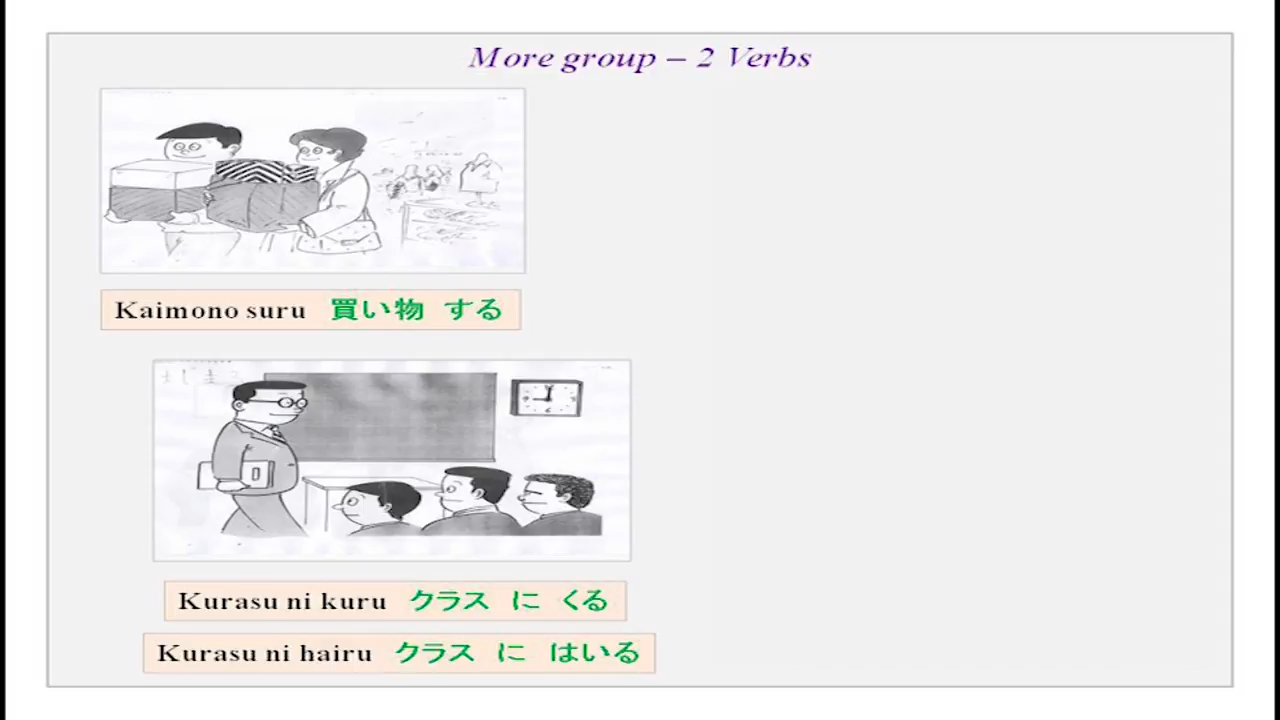 More group – 2 Verbs
Kaimono suru 買い物 する
Kurasu ni kuru クラス に くる
Kurasu ni hairu クラス に はいる